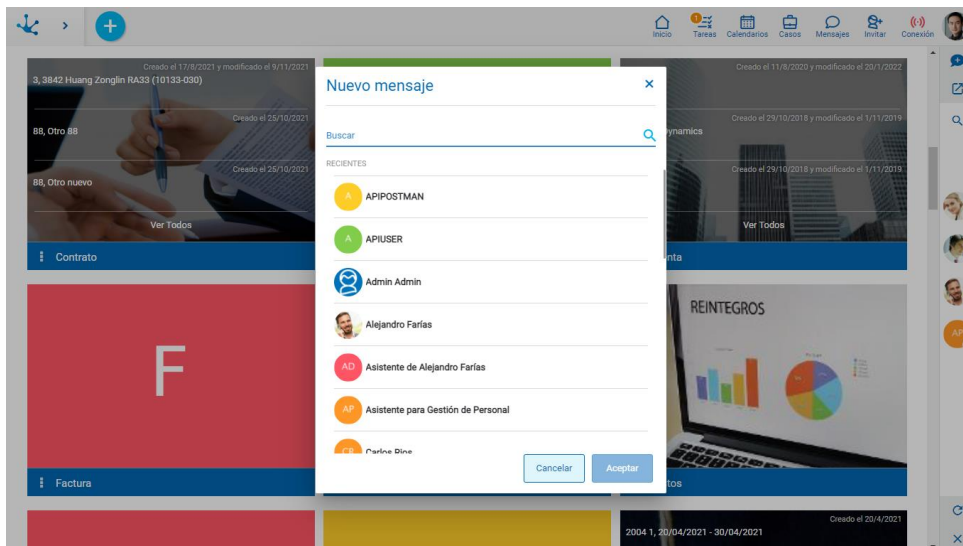 1
Inicio
Tareas
Calendarios
Casos
Mensajes
Invitar
Conexión
Creado el 17/8/2021 y modificado el 9/11/2021
3, 3842 Huang Zonglin RA33 (10133-030)
Creado el 25/10/2021
88, Otro 88
Creado el 25/10/2021
88, Otro nuevo
Ver Todos
Contrato
Creado el 11/8/2020 y modificado el 20/1/2022
Creado el 29/10/2018 y modificado el 1/11/2019
Creado el 29/10/2018 y modificado el 1/11/2019
Ver Todos
Nuevo mensaje
Buscar
RECIENTES
A APIPOSTMAN
A APIUSER
Admin Admin
Alejandro Farías
AD Asistente de Alejandro Farías
AP Asistente para Gestión de Personal
Carlos Rios
Cancelar
Aceptar
F
Factura
REINTEGROS
AP
Creado el 20/4/2021
2004 1, 20/04/2021 - 30/04/2021